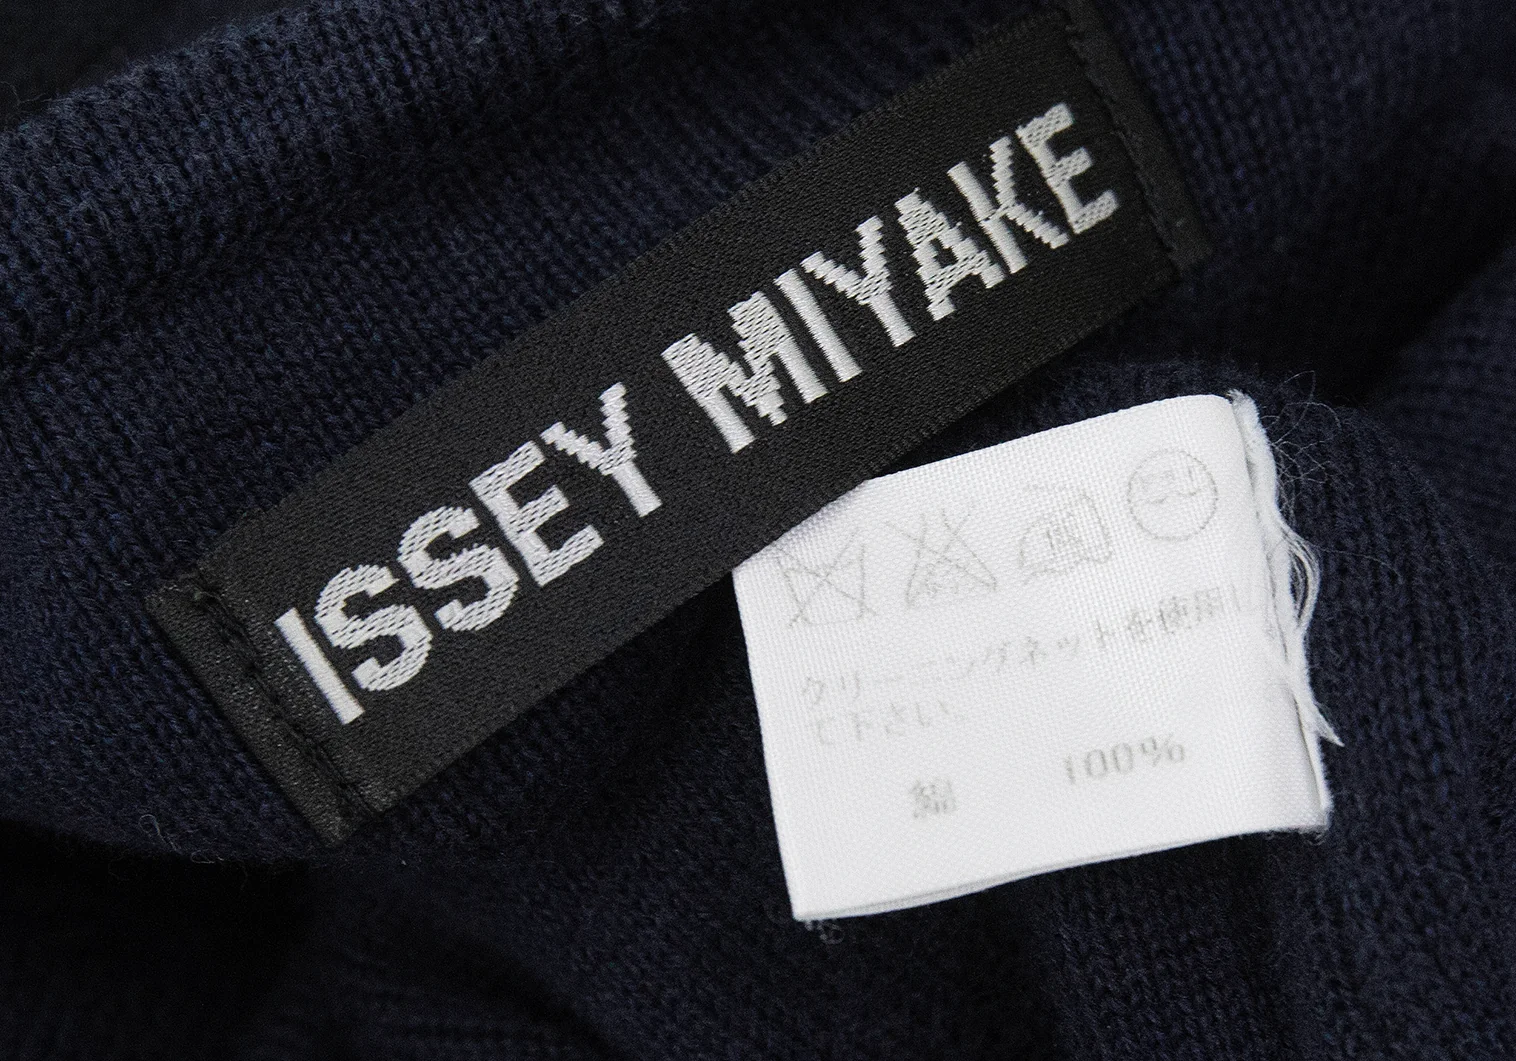 ISSEY MIYAKE
クリーニングネットを使用し
て下さい。
綿 100%